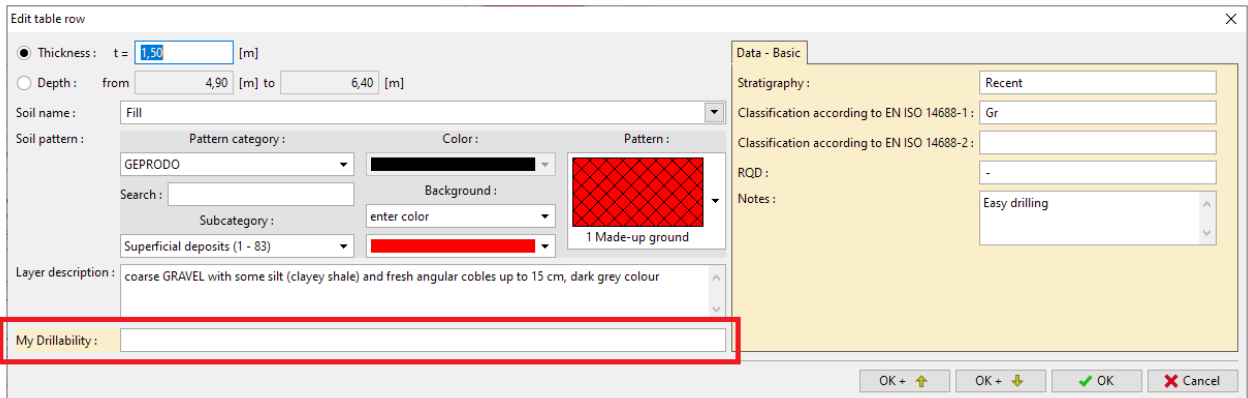 Edit table row
Thickness : t = 1,50 [m]
Depth : from 4,90 [m] to 6,40 [m]
Soil name : Fill
Soil pattern : Pattern category : Color : Pattern :
GEPRODO
Search :
Background :
Subcategory :
enter color
Superficial deposits (1 - 83)
1 Made-up ground
Layer description : coarse GRAVEL with some silt (clayey shale) and fresh angular cobles up to 15 cm, dark grey colour
My Drillability :
Data - Basic
Stratigraphy : Recent
Classification according to EN ISO 14688-1 : Gr
Classification according to EN ISO 14688-2 :
RQD : -
Notes : Easy drilling
OK + OK + OK Cancel